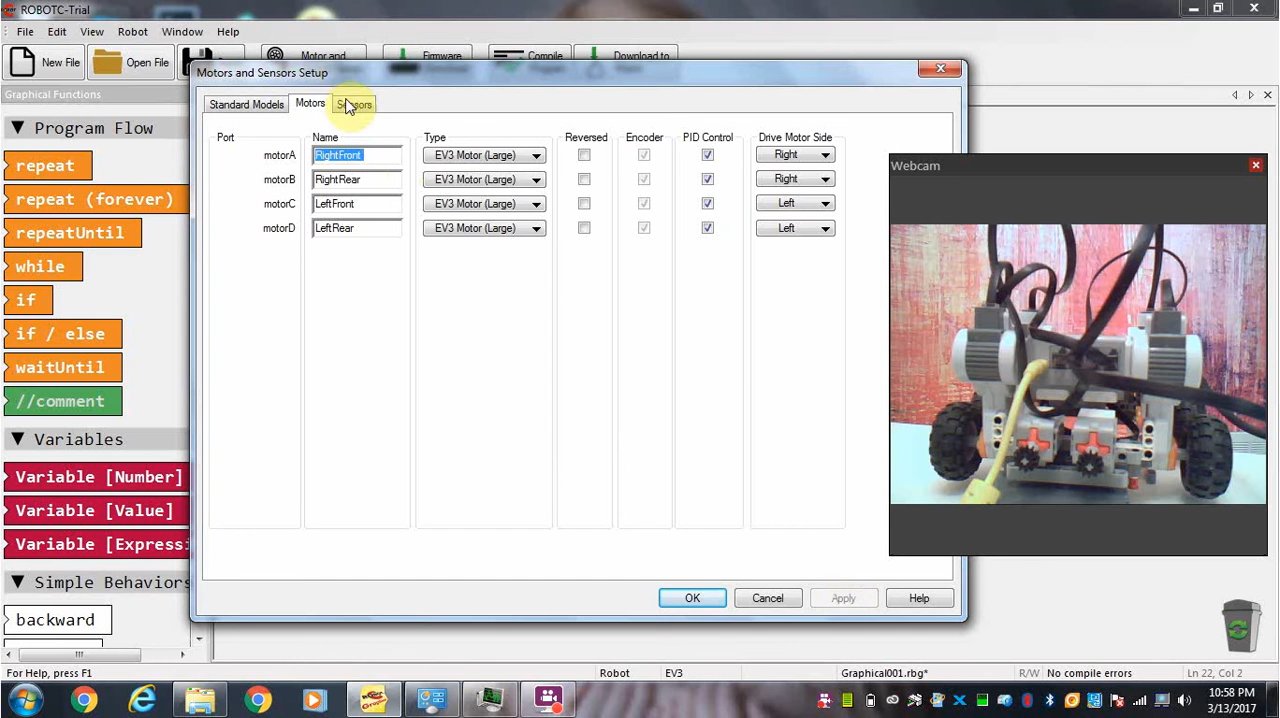 ROBOTC-Trial
File Edit View Robot Window Help
New File Open File Motor and Firmware Compile Download to
Graphical Functions
Motors and Sensors Setup
Standard Models Motors Sensors
Port Name Type Reversed Encoder PID Control Drive Motor Side
motorA RightFront EV3 Motor (Large) Right
motorB RightRear EV3 Motor (Large) Right
motorC LeftFront EV3 Motor (Large) Left
motorD LeftRear EV3 Motor (Large) Left
Program Flow
repeat
repeat (forever)
repeatUntil
while
if
if / else
waitUntil
//comment
Variables
Variable [Number]
Variable [Value]
Variable [Expressi
Simple Behaviors
backward
Webcam
OK Cancel Apply Help
For Help, press F1 Robot EV3 Graphical001.rbg* R/W No compile errors Ln 22, Col 2
10:58 PM
3/13/2017